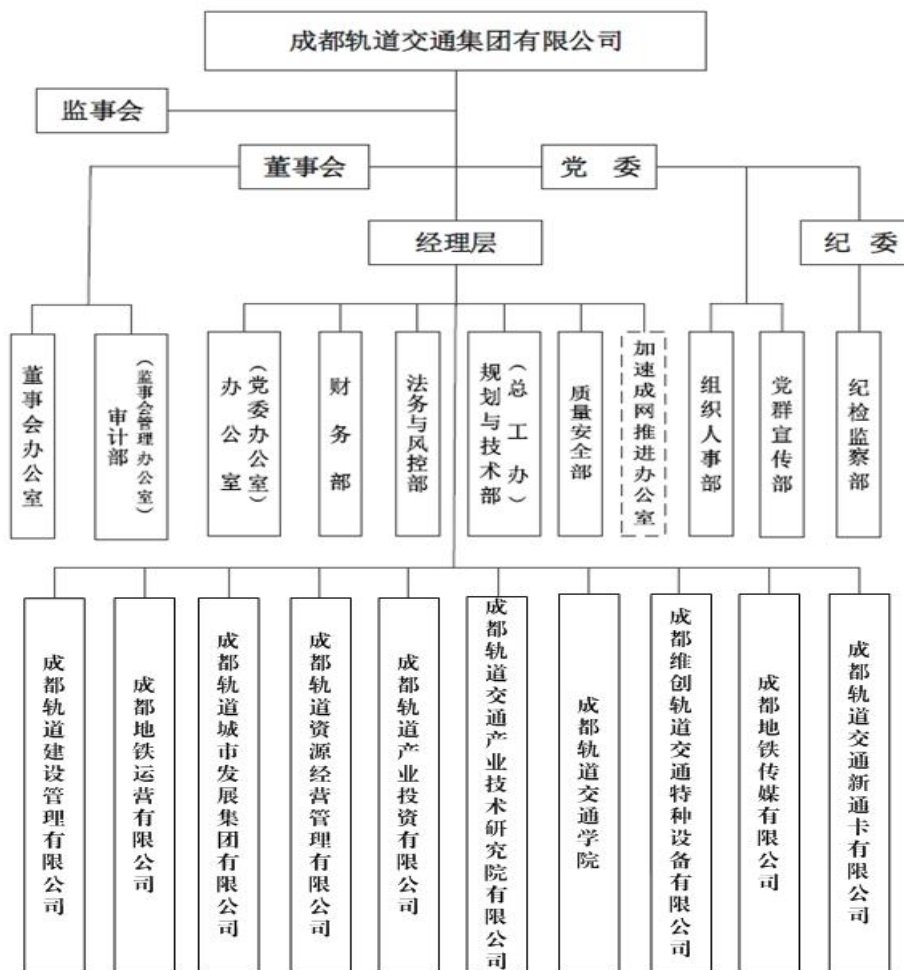 成都轨道交通集团有限公司
监事会
董事会
党 委
经理层
纪 委
董事会办公室
审计部
（监事会管理办公室）
办公室
（党委办公室）
财务部
法务与风控部
规划与技术部
（总工办）
质量安全部
加速成网推进办公室
组织人事部
党群宣传部
纪检监察部
成都轨道建设管理有限公司
成都地铁运营有限公司
成都轨道城市发展集团有限公司
成都轨道资源经营管理有限公司
成都轨道产业投资有限公司
成都轨道交通产业技术研究院有限公司
成都轨道交通学院
成都维创轨道交通特种设备有限公司
成都地铁传媒有限公司
成都轨道交通新通卡有限公司